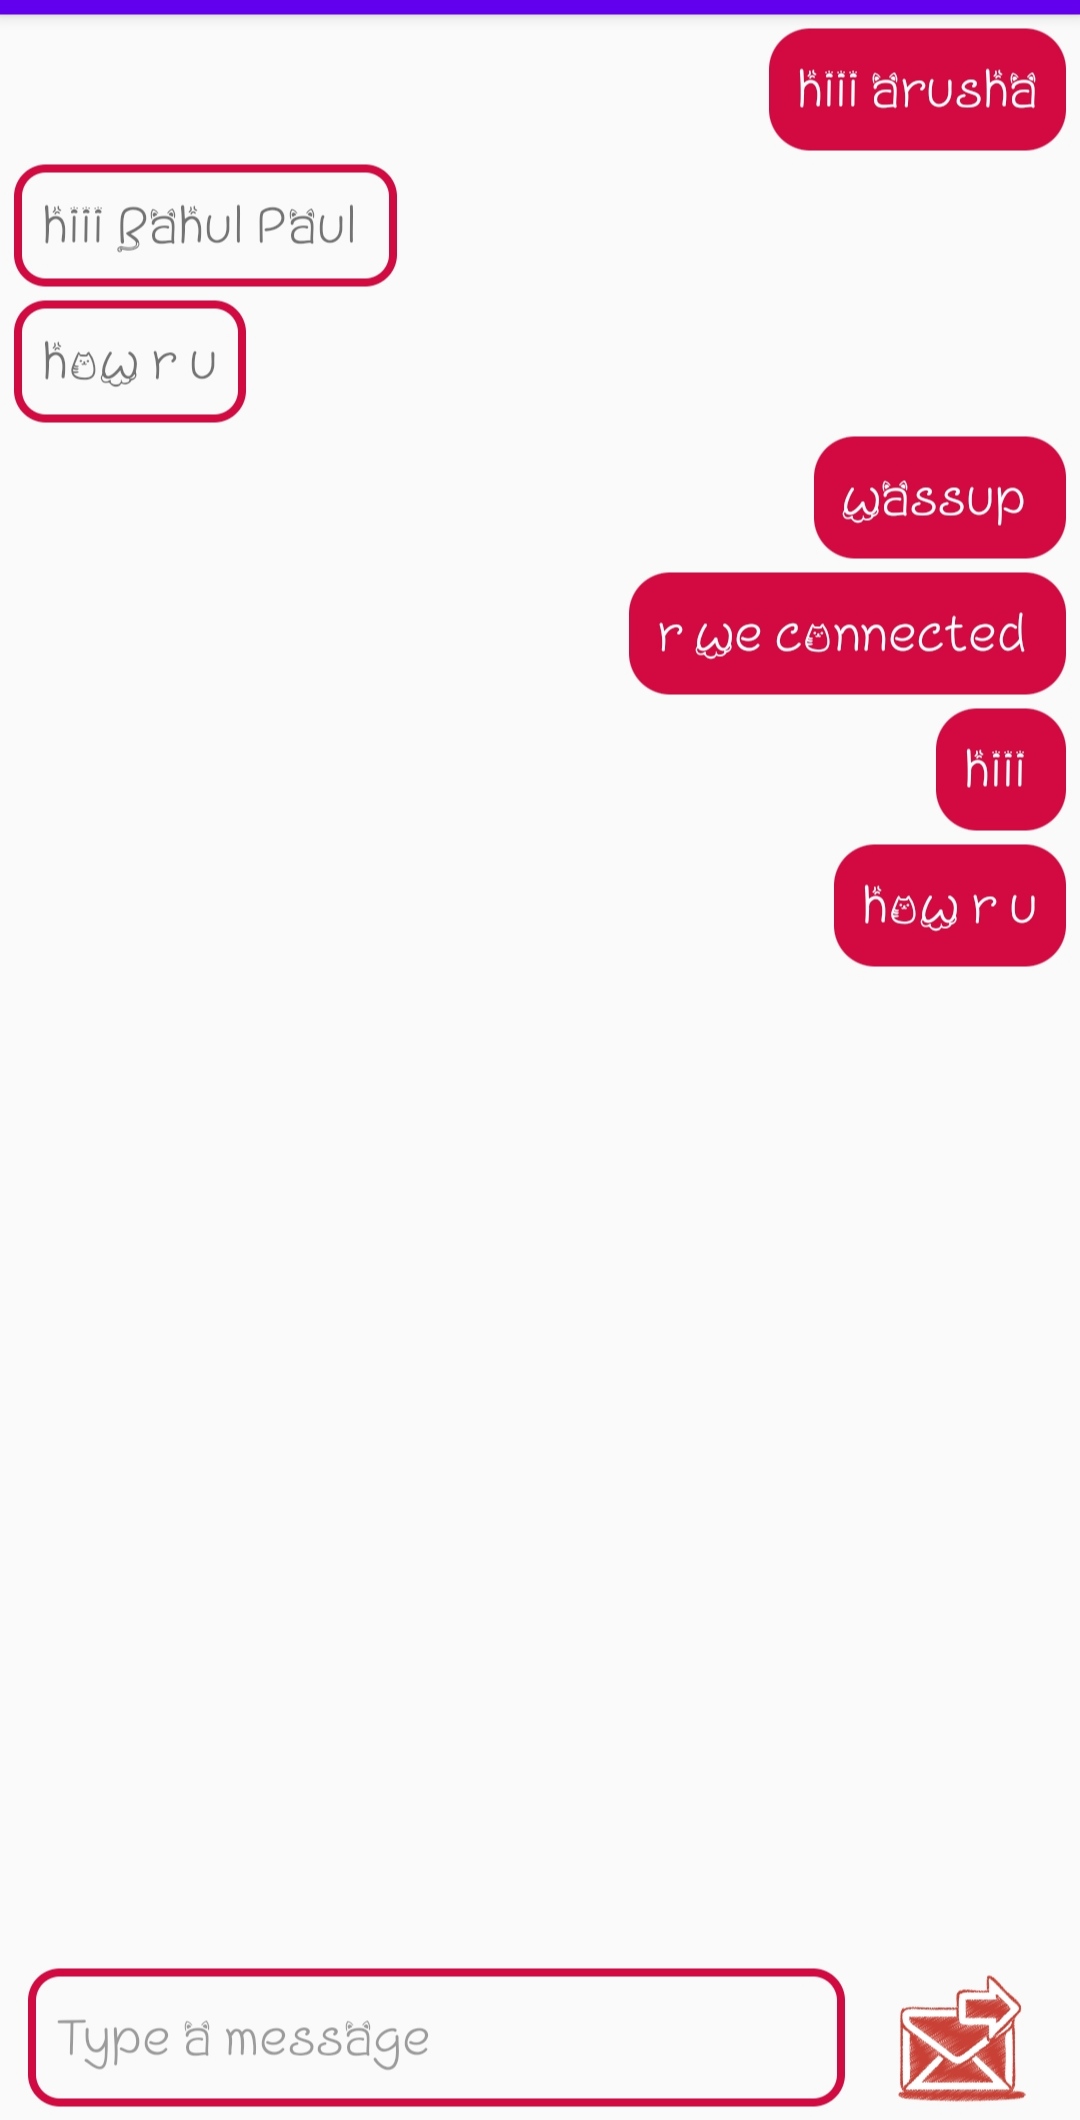 hiii arusha
hiii Rahul Paul
how r u
wassup
r we connected
hiii
how r u
Type a message